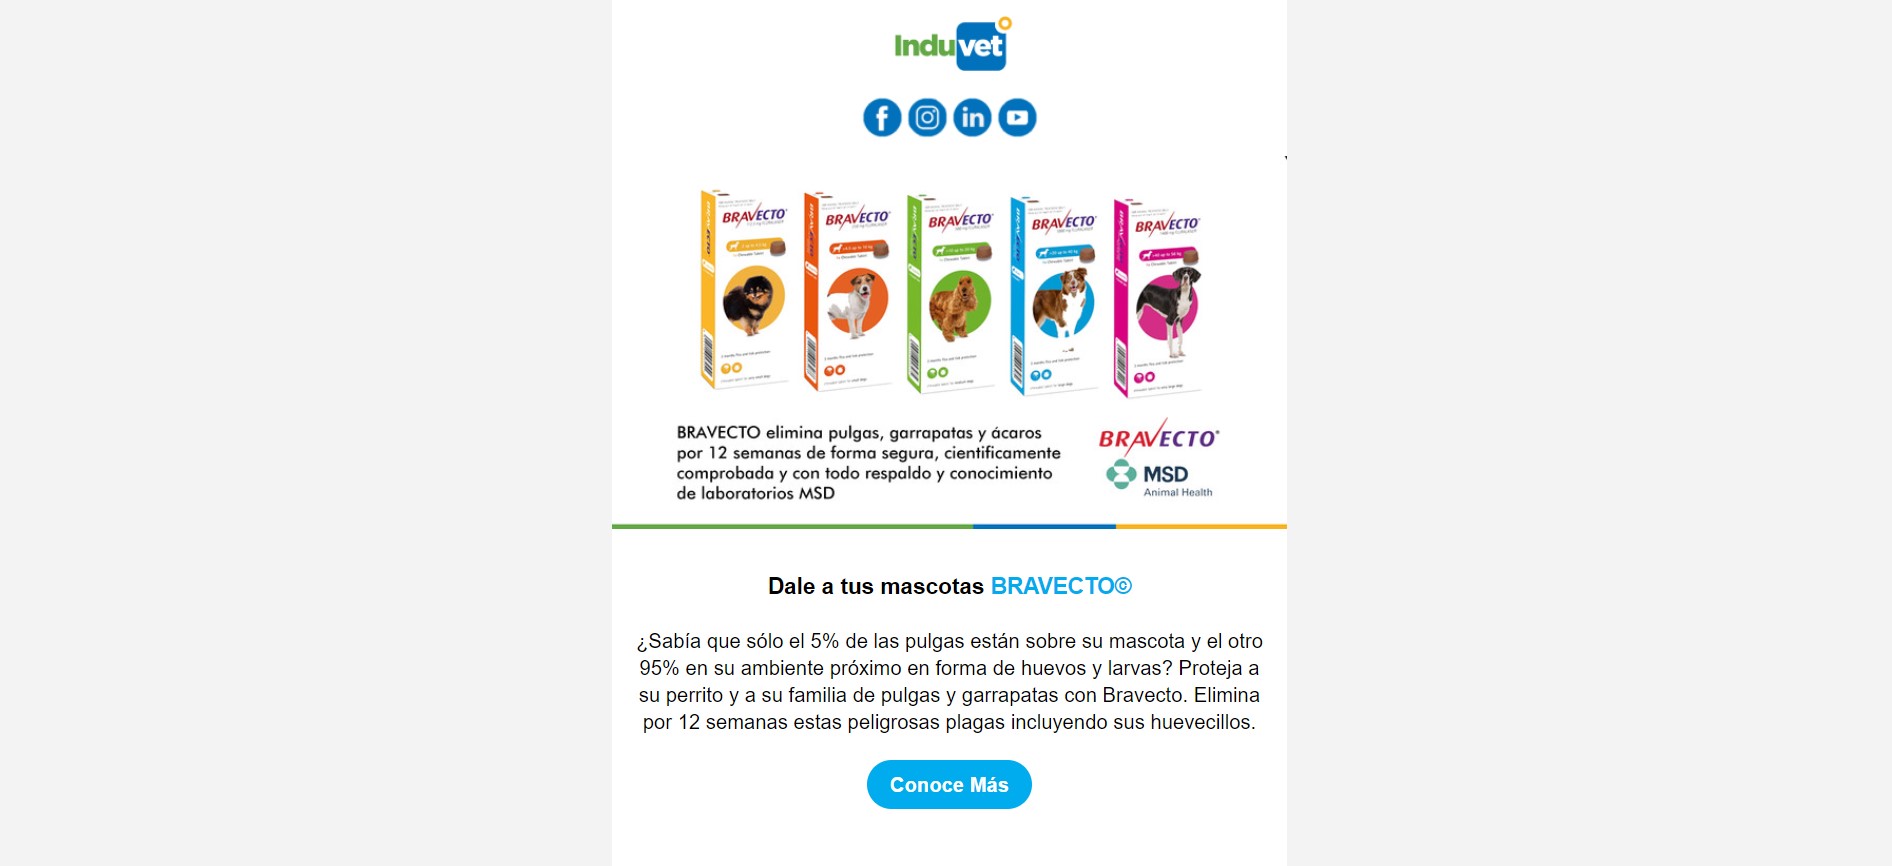 Induvet
BRAVECTO
BRAVECTO
BRAVECTO
BRAVECTO
BRAVECTO
BRAVECTO elimina pulgas, garrapatas y ácaros
por 12 semanas de forma segura, cientificamente
comprobada y con todo respaldo y conocimiento
de laboratorios MSD
BRAVECTO
MSD
Animal Health
Dale a tus mascotas BRAVECTO©
¿Sabía que sólo el 5% de las pulgas están sobre su mascota y el otro
95% en su ambiente próximo en forma de huevos y larvas? Proteja a
su perrito y a su familia de pulgas y garrapatas con Bravecto. Elimina
por 12 semanas estas peligrosas plagas incluyendo sus huevecillos.
Conoce Más